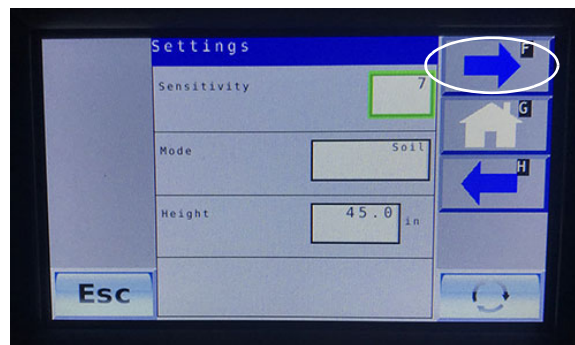 Settings
F
Sensitivity
7
G
Mode
Soil
H
Height
45.0 in
Esc